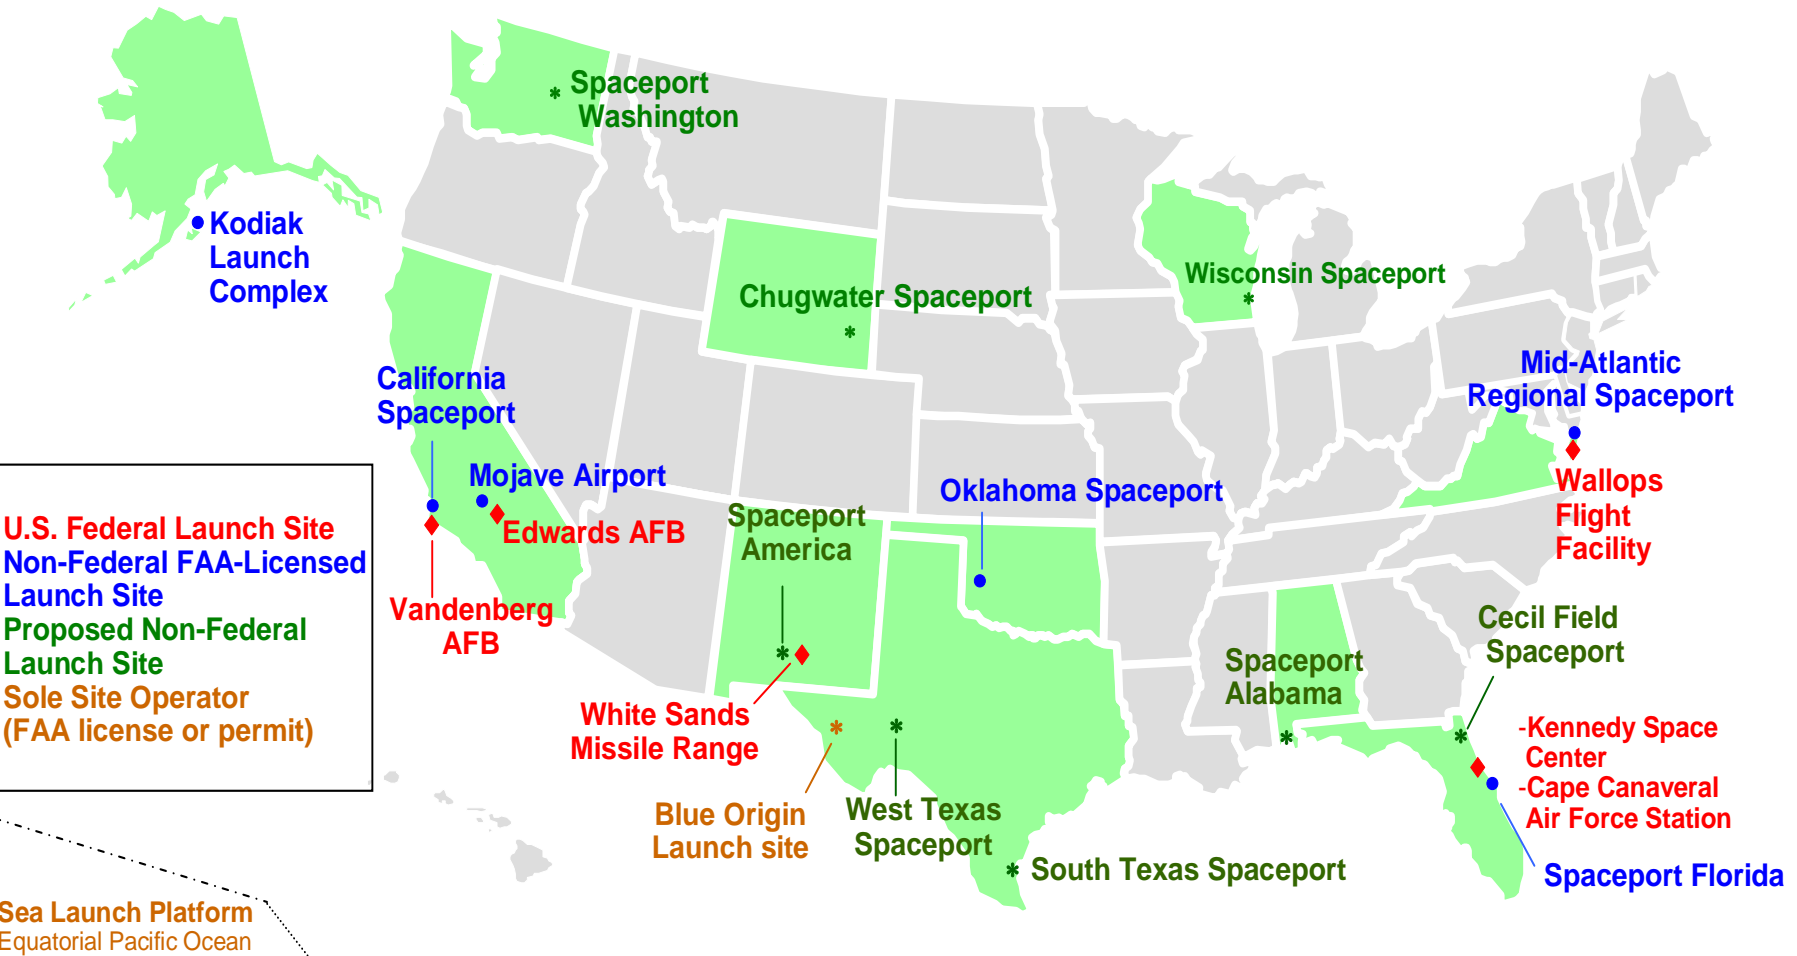 Spaceport
Washington
Kodiak
Launch
Complex
Chugwater Spaceport
Wisconsin Spaceport
California
Spaceport
Mid-Atlantic
Regional Spaceport
Mojave Airport
Edwards AFB
Oklahoma Spaceport
Spaceport
America
Wallops
Flight
Facility
U.S. Federal Launch Site
Non-Federal FAA-Licensed
Launch Site
Proposed Non-Federal
Launch Site
Sole Site Operator
(FAA license or permit)
Vandenberg
AFB
White Sands
Missile Range
Spaceport
Alabama
Cecil Field
Spaceport
-Kennedy Space
Center
-Cape Canaveral
Air Force Station
Blue Origin
Launch site
West Texas
Spaceport
South Texas Spaceport
Spaceport Florida
Sea Launch Platform
Equatorial Pacific Ocean